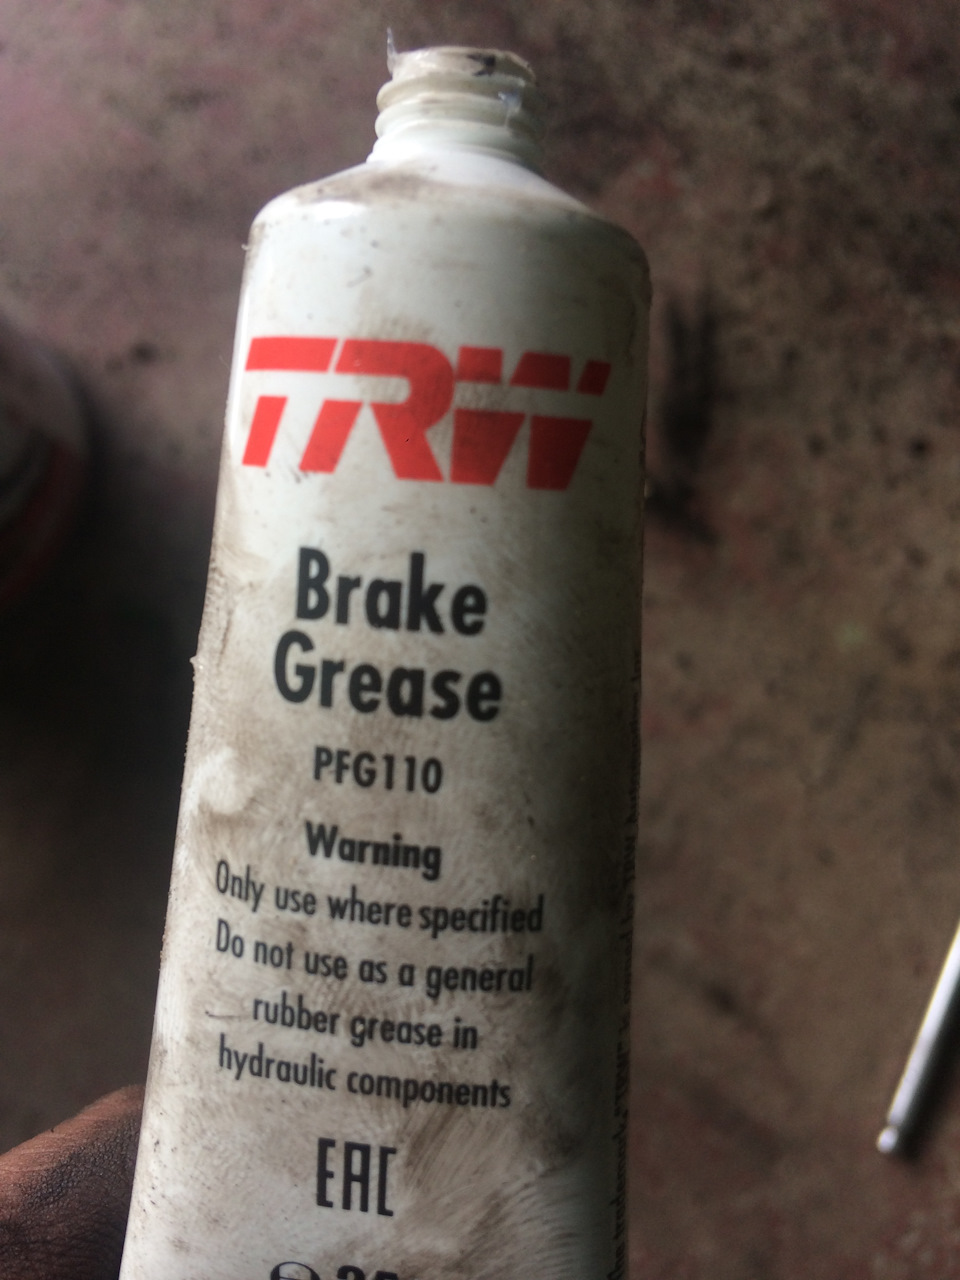 TRW
Brake
Grease
PFG110
Warning
Only use where specified
Do not use as a general
rubber grease in
hydraulic components
EAC